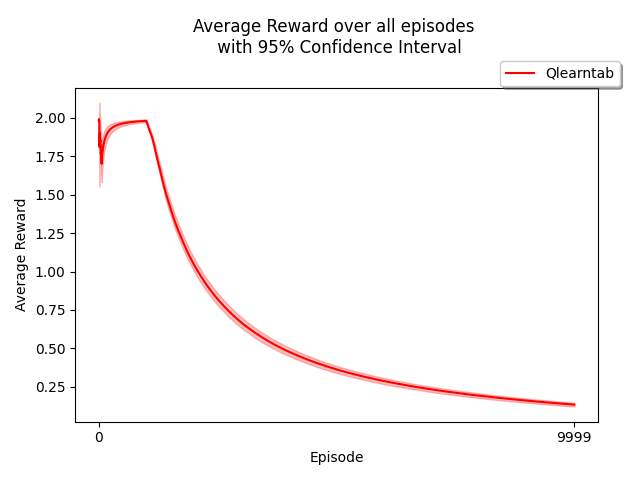 Average Reward over all episodes
with 95% Confidence Interval
Qlearntab
2.00
1.75
1.50
1.25
1.00
0.75
0.50
0.25
Average Reward
0
9999
Episode